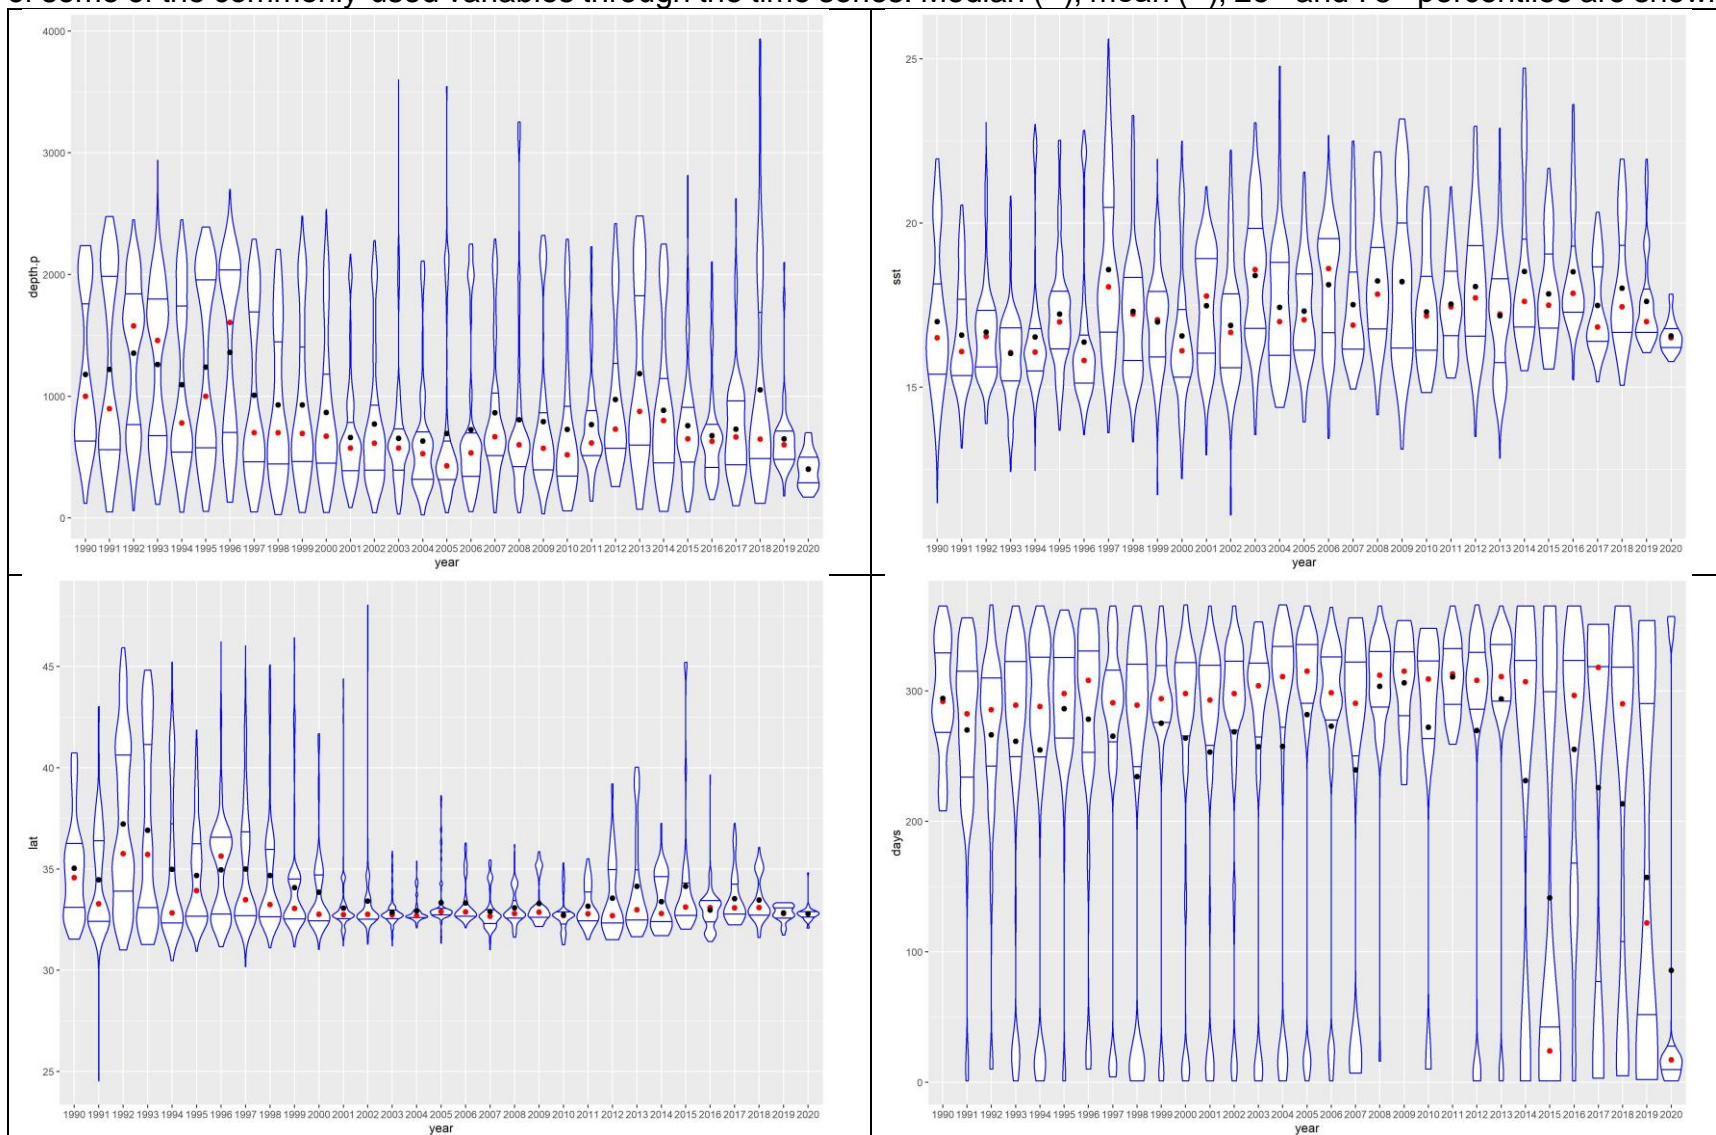 of some of the commonly-used variables through the time series. Median ( ), mean ( ), 25th and 75th percentiles are shown
4000
3000
2000
1000
0
depth.p
1990 1991 1992 1993 1994 1995 1996 1997 1998 1999 2000 2001 2002 2003 2004 2005 2006 2007 2008 2009 2010 2011 2012 2013 2014 2015 2016 2017 2018 2019 2020
year
25
20
15
sst
1990 1991 1992 1993 1994 1995 1996 1997 1998 1999 2000 2001 2002 2003 2004 2005 2006 2007 2008 2009 2010 2011 2012 2013 2014 2015 2016 2017 2018 2019 2020
year
45
40
35
30
25
lat
1990 1991 1992 1993 1994 1995 1996 1997 1998 1999 2000 2001 2002 2003 2004 2005 2006 2007 2008 2009 2010 2011 2012 2013 2014 2015 2016 2017 2018 2019 2020
year
300
200
100
0
days
1990 1991 1992 1993 1994 1995 1996 1997 1998 1999 2000 2001 2002 2003 2004 2005 2006 2007 2008 2009 2010 2011 2012 2013 2014 2015 2016 2017 2018 2019 2020
year